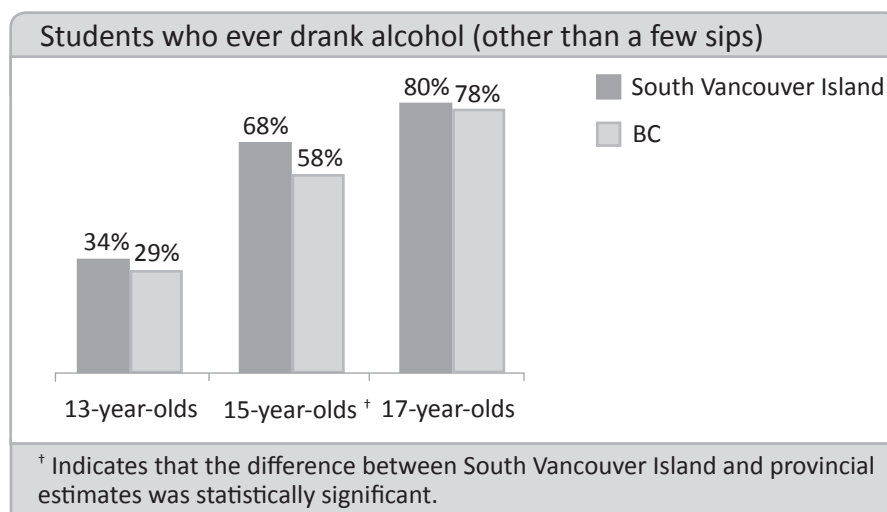 Students who ever drank alcohol (other than a few sips)
80% 78%
68%
58%
34% 29%
South Vancouver Island
BC
13-year-olds 15-year-olds † 17-year-olds
† Indicates that the difference between South Vancouver Island and provincial
estimates was statistically significant.